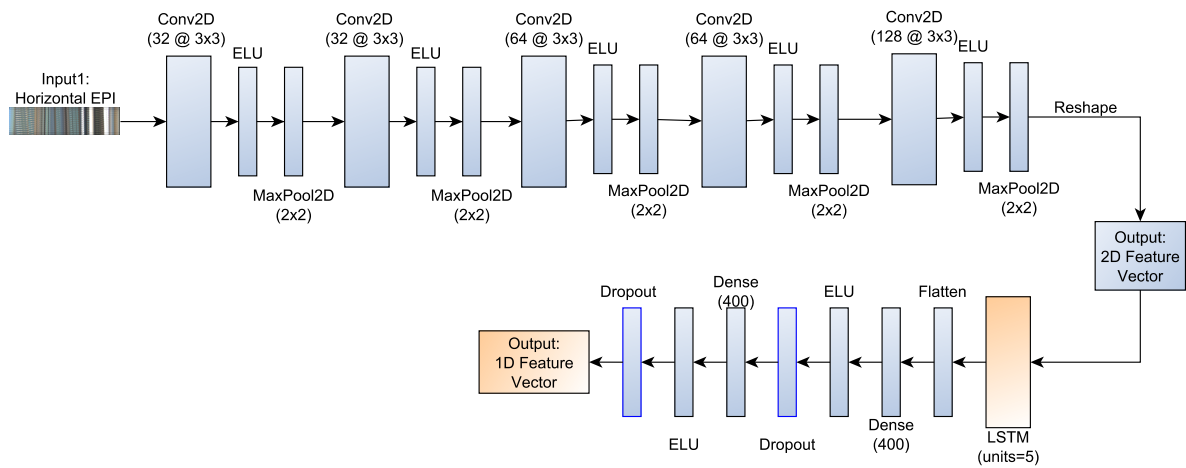 Conv2D
(32 @ 3x3)
ELU
MaxPool2D
(2x2)
Conv2D
(32 @ 3x3)
ELU
MaxPool2D
(2x2)
Conv2D
(64 @ 3x3)
ELU
MaxPool2D
(2x2)
Conv2D
(64 @ 3x3)
ELU
MaxPool2D
(2x2)
Conv2D
(128 @ 3x3)
ELU
MaxPool2D
(2x2)
Input1:
Horizontal EPI
Reshape
Output:
2D Feature
Vector
LSTM
(units=5)
Flatten
Dense
(400)
ELU
Dropout
Dense
(400)
ELU
Dropout
Output:
1D Feature
Vector